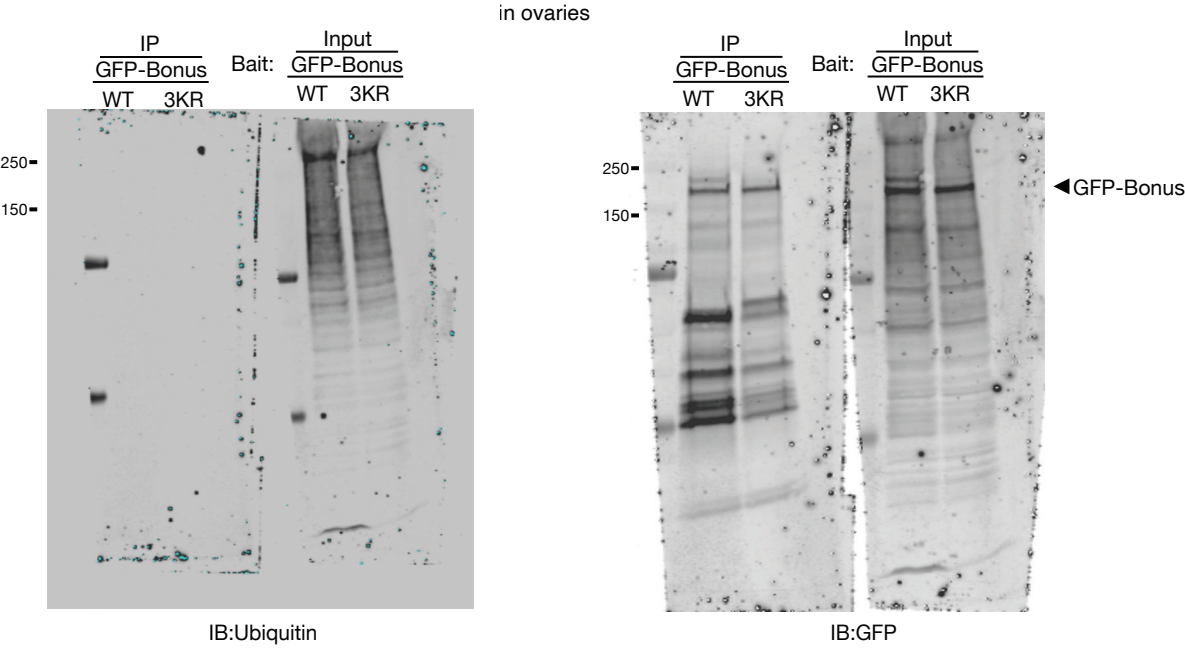 in ovaries
IP
GFP-Bonus
WT 3KR
Bait:
Input
GFP-Bonus
WT 3KR
250
150
IB:Ubiquitin
IP
GFP-Bonus
WT 3KR
Bait:
Input
GFP-Bonus
WT 3KR
250
150
GFP-Bonus
IB:GFP